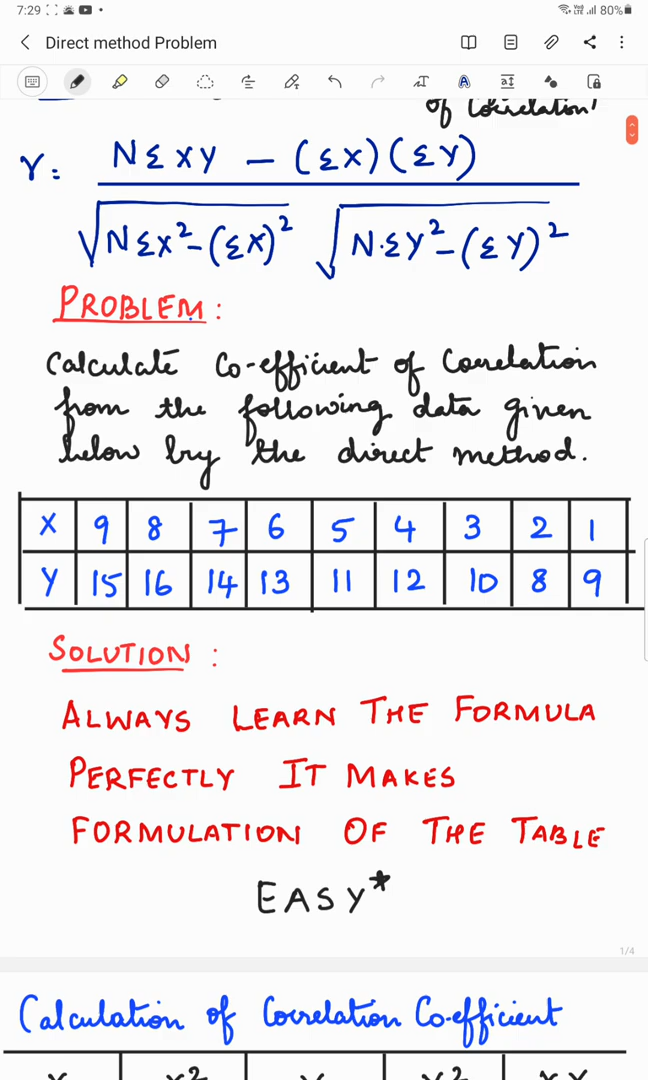 7:29 80%
Direct method Problem
of Correlation
r = NΣXY – (ΣX)(ΣY)
√NΣX²-(ΣX)² √N.ΣY²-(ΣY)²
PROBLEM:
Calculate Co-efficient of Correlation
from the following data given
below by the direct method.
X 9 8 7 6 5 4 3 2 1
Y 15 16 14 13 11 12 10 8 9
SOLUTION :
ALWAYS LEARN THE FORMULA
PERFECTLY IT MAKES
FORMULATION OF THE TABLE
EASY*
1/4
Calculation of Correlation Co-efficient